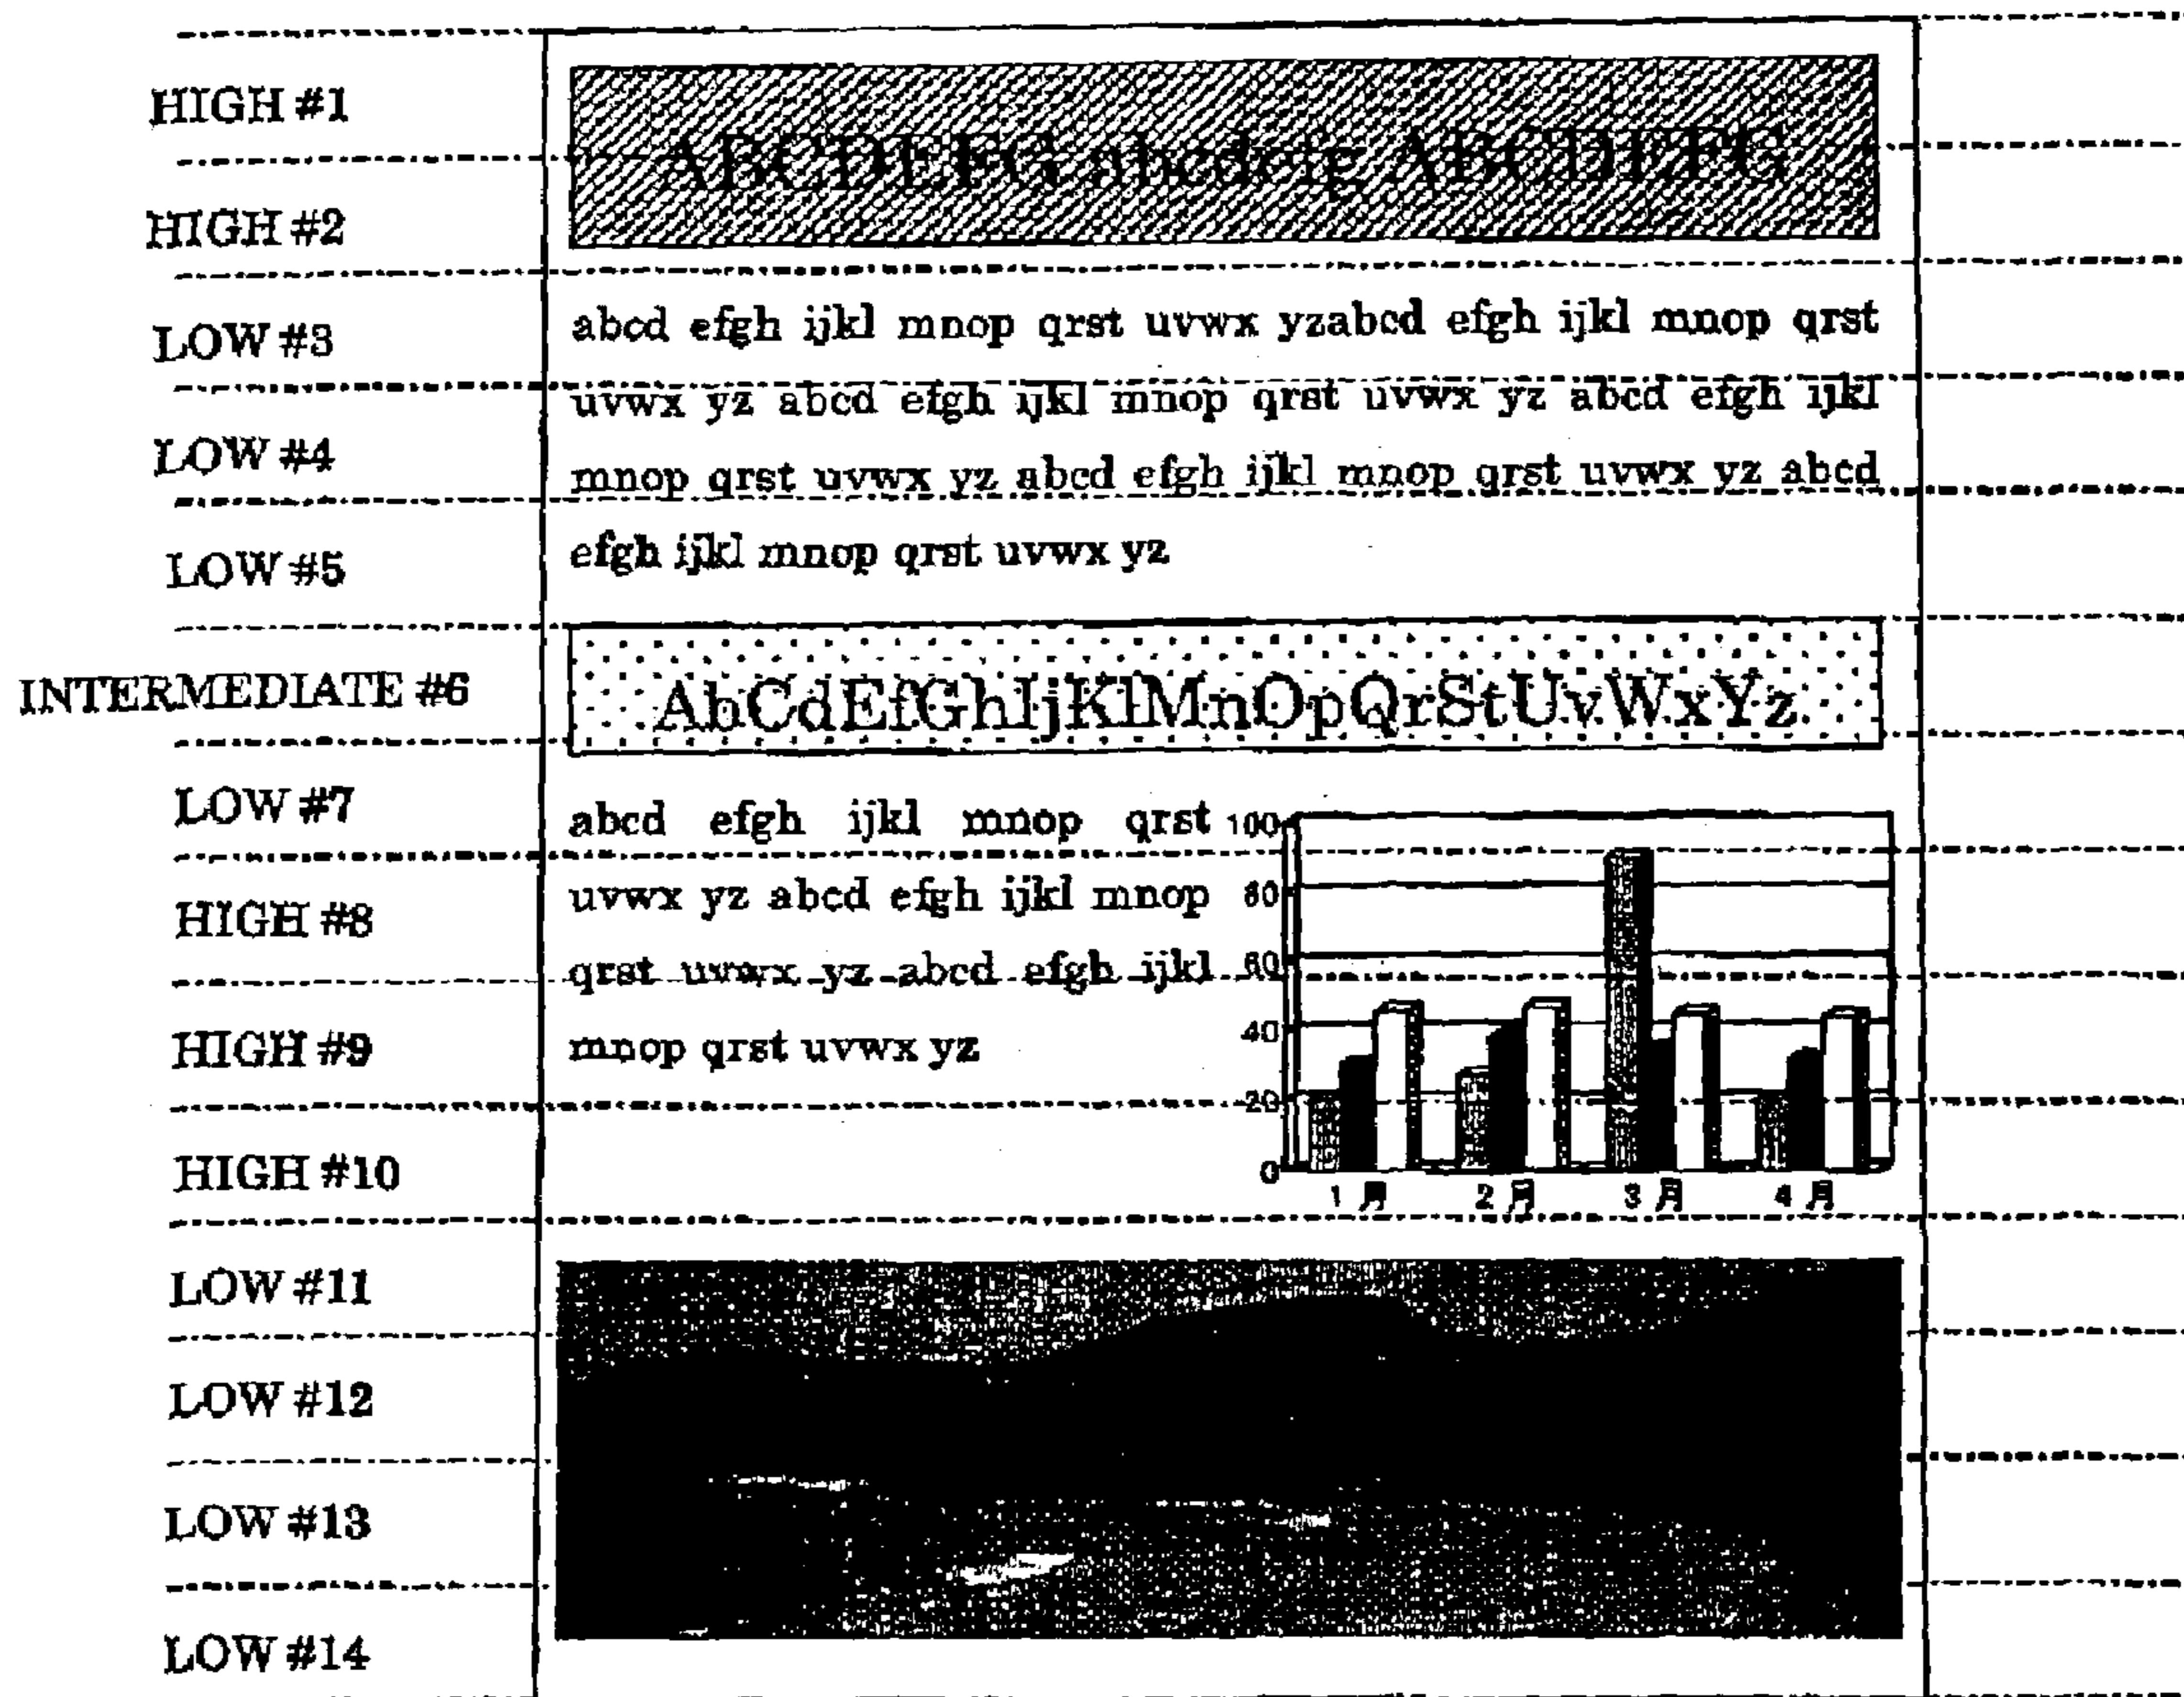 HIGH #1
ABCDEFG abcdefg ABCDEFG
HIGH #2
LOW #3
abcd efgh ijkl mnop qrst uvwx yzabcd efgh ijkl mnop qrst
uvwx yz abcd efgh ijkl mnop qrst uvwx yz abcd efgh ijkl
LOW #4
mnop qrst uvwx yz abcd efgh ijkl mnop qrst uvwx yz abcd
LOW #5
efgh ijkl mnop qrst uvwx yz
INTERMEDIATE #6
AbCdEfGhIjKlMnOpQrStUvWxYz
LOW #7
abcd efgh ijkl mnop qrst
100
HIGH #8
uvwx yz abcd efgh ijkl mnop
80
qrst uvwx yz abcd efgh ijkl
60
HIGH #9
mnop qrst uvwx yz
40
20
HIGH #10
0
1月 2月 3月 4月
LOW #11
LOW #12
LOW #13
LOW #14